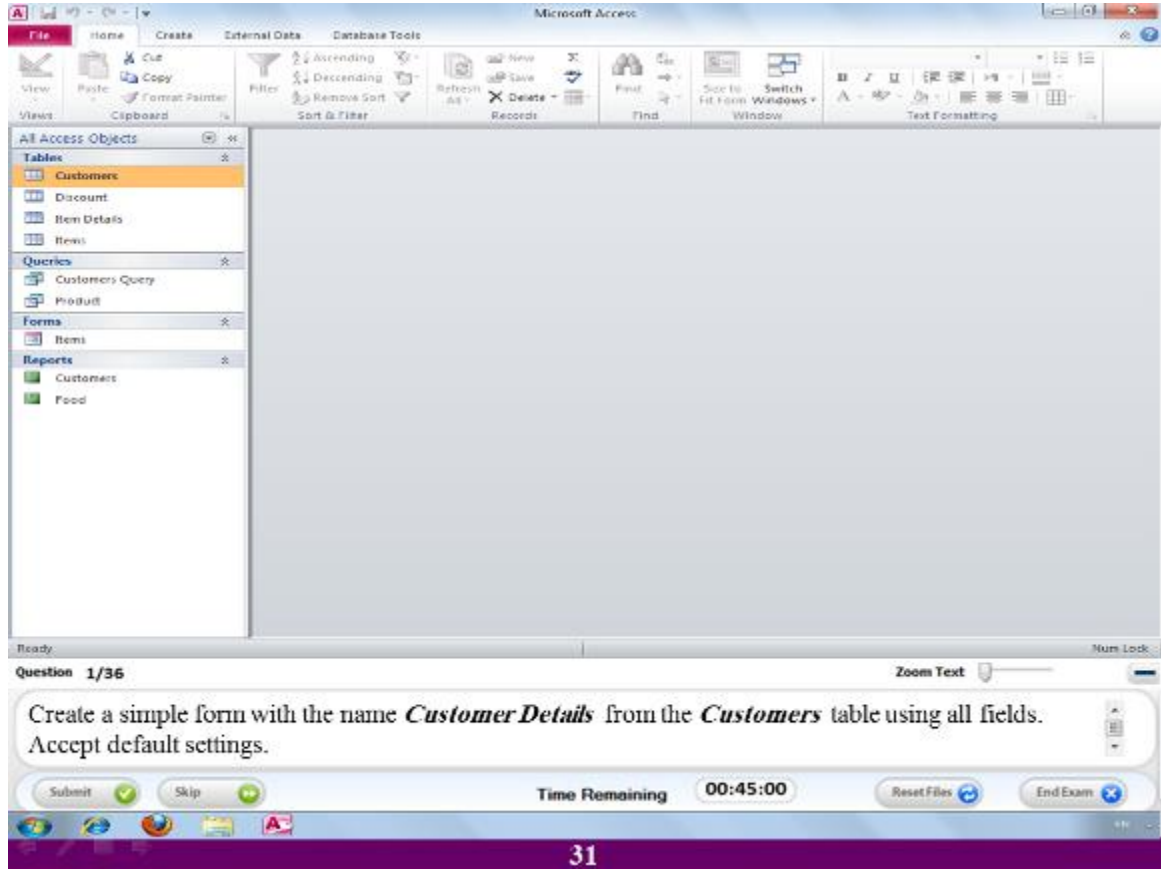 Microsoft Access
File Home Create External Data Database Tools
Cut
Ascending
New
Copy
Descending
Save
View Paste Format Painter Filter Remove Sort Refresh All Delete Find Size to Fit Form Switch Windows
Views Clipboard Sort & Filter Records Find Window Text Formatting
All Access Objects
Tables
Customers
Discount
Item Details
Items
Queries
Customers Query
Product
Forms
Items
Reports
Customers
Food
Ready Num Lock
Question 1/36 Zoom Text
Create a simple form with the name Customer Details from the Customers table using all fields.
Accept default settings.
Submit Skip Time Remaining 00:45:00 Reset Files End Exam
31